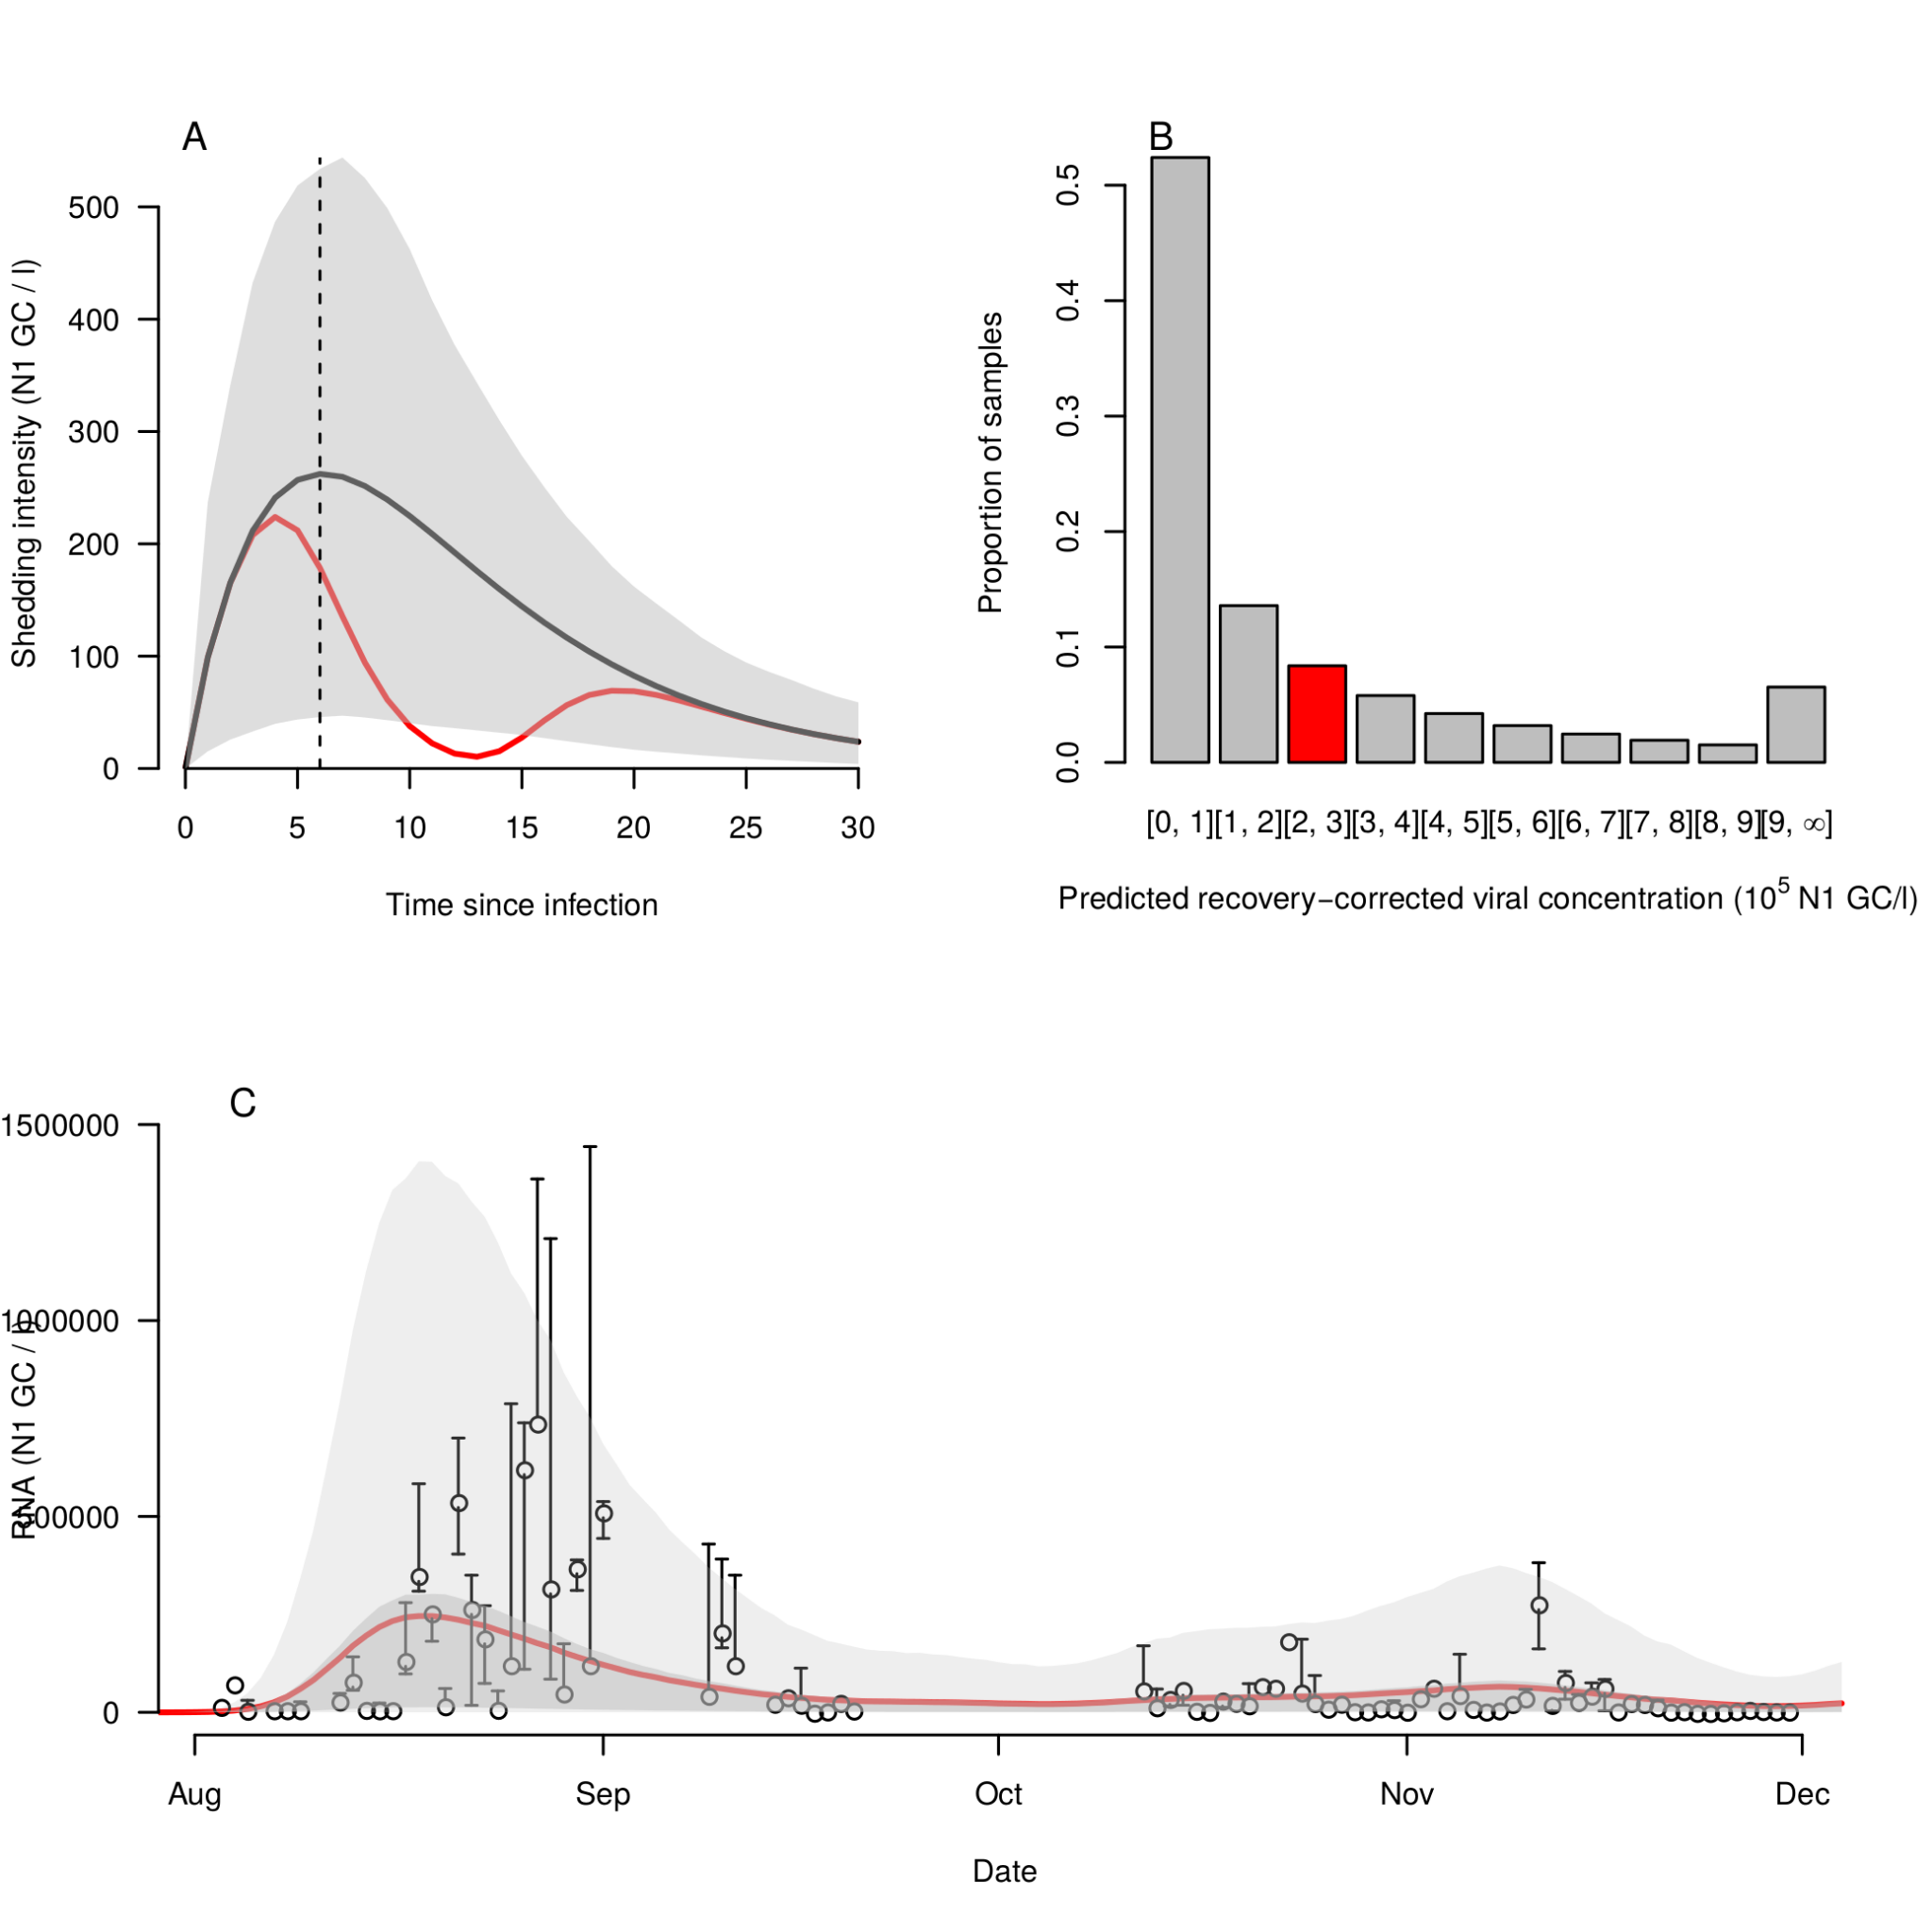 A
Shedding intensity (N1 GC / l)
500
400
300
200
100
0
0 5 10 15 20 25 30
Time since infection
B
Proportion of samples
0.5
0.4
0.3
0.2
0.1
0.0
[0, 1][1, 2][2, 3][3, 4][4, 5][5, 6][6, 7][7, 8][8, 9][9, ∞]
Predicted recovery−corrected viral concentration (10⁵ N1 GC/l)
C
RNA (N1 GC / l)
1500000
1000000
500000
0
Aug Sep Oct Nov Dec
Date